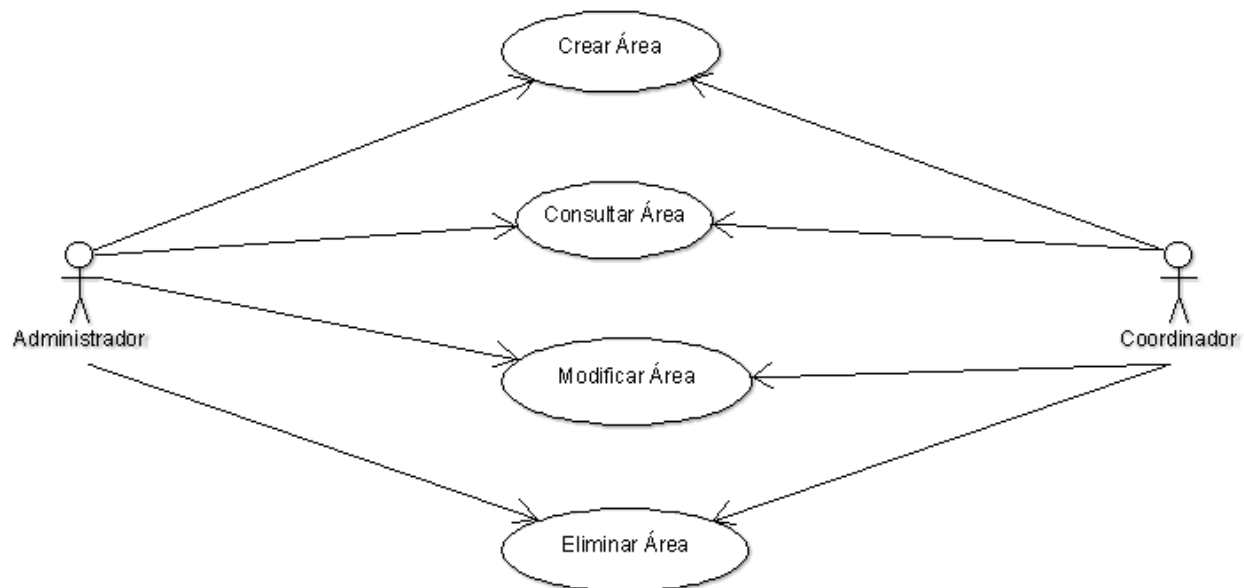 Crear Área
Consultar Área
Administrador
Coordinador
Modificar Área
Eliminar Área